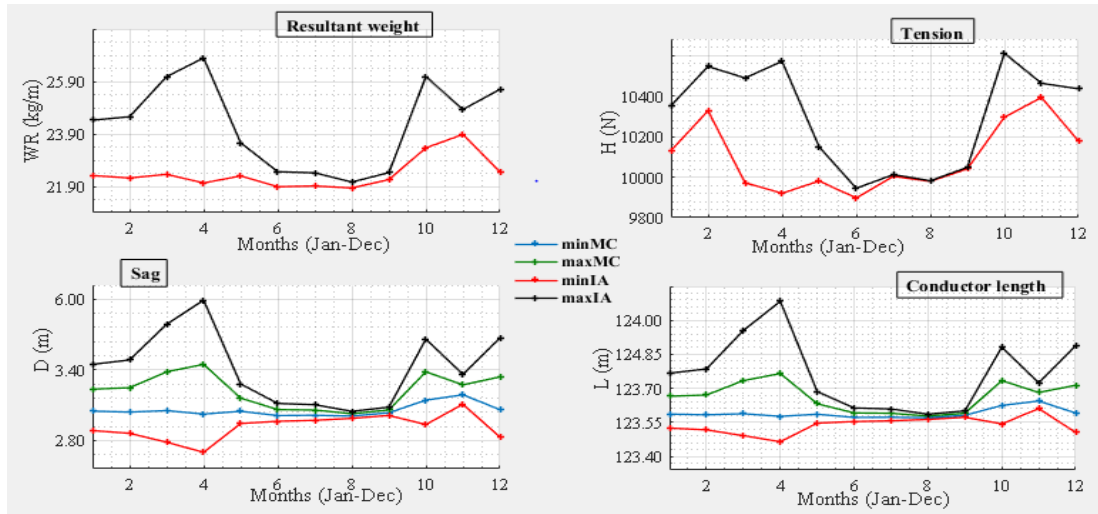 Resultant weight
WR (kg/m)
25.90
23.90
21.90
2 4 6 8 10 12
Months (Jan-Dec)
Tension
H (N)
10400
10200
10000
9800
2 4 6 8 10 12
Months (Jan-Dec)
minMC
maxMC
minIA
maxIA
Sag
D (m)
6.00
3.40
2.80
2 4 6 8 10 12
Months (Jan-Dec)
Conductor length
L (m)
124.00
124.85
123.70
123.55
123.40
2 4 6 8 10 12
Months (Jan-Dec)